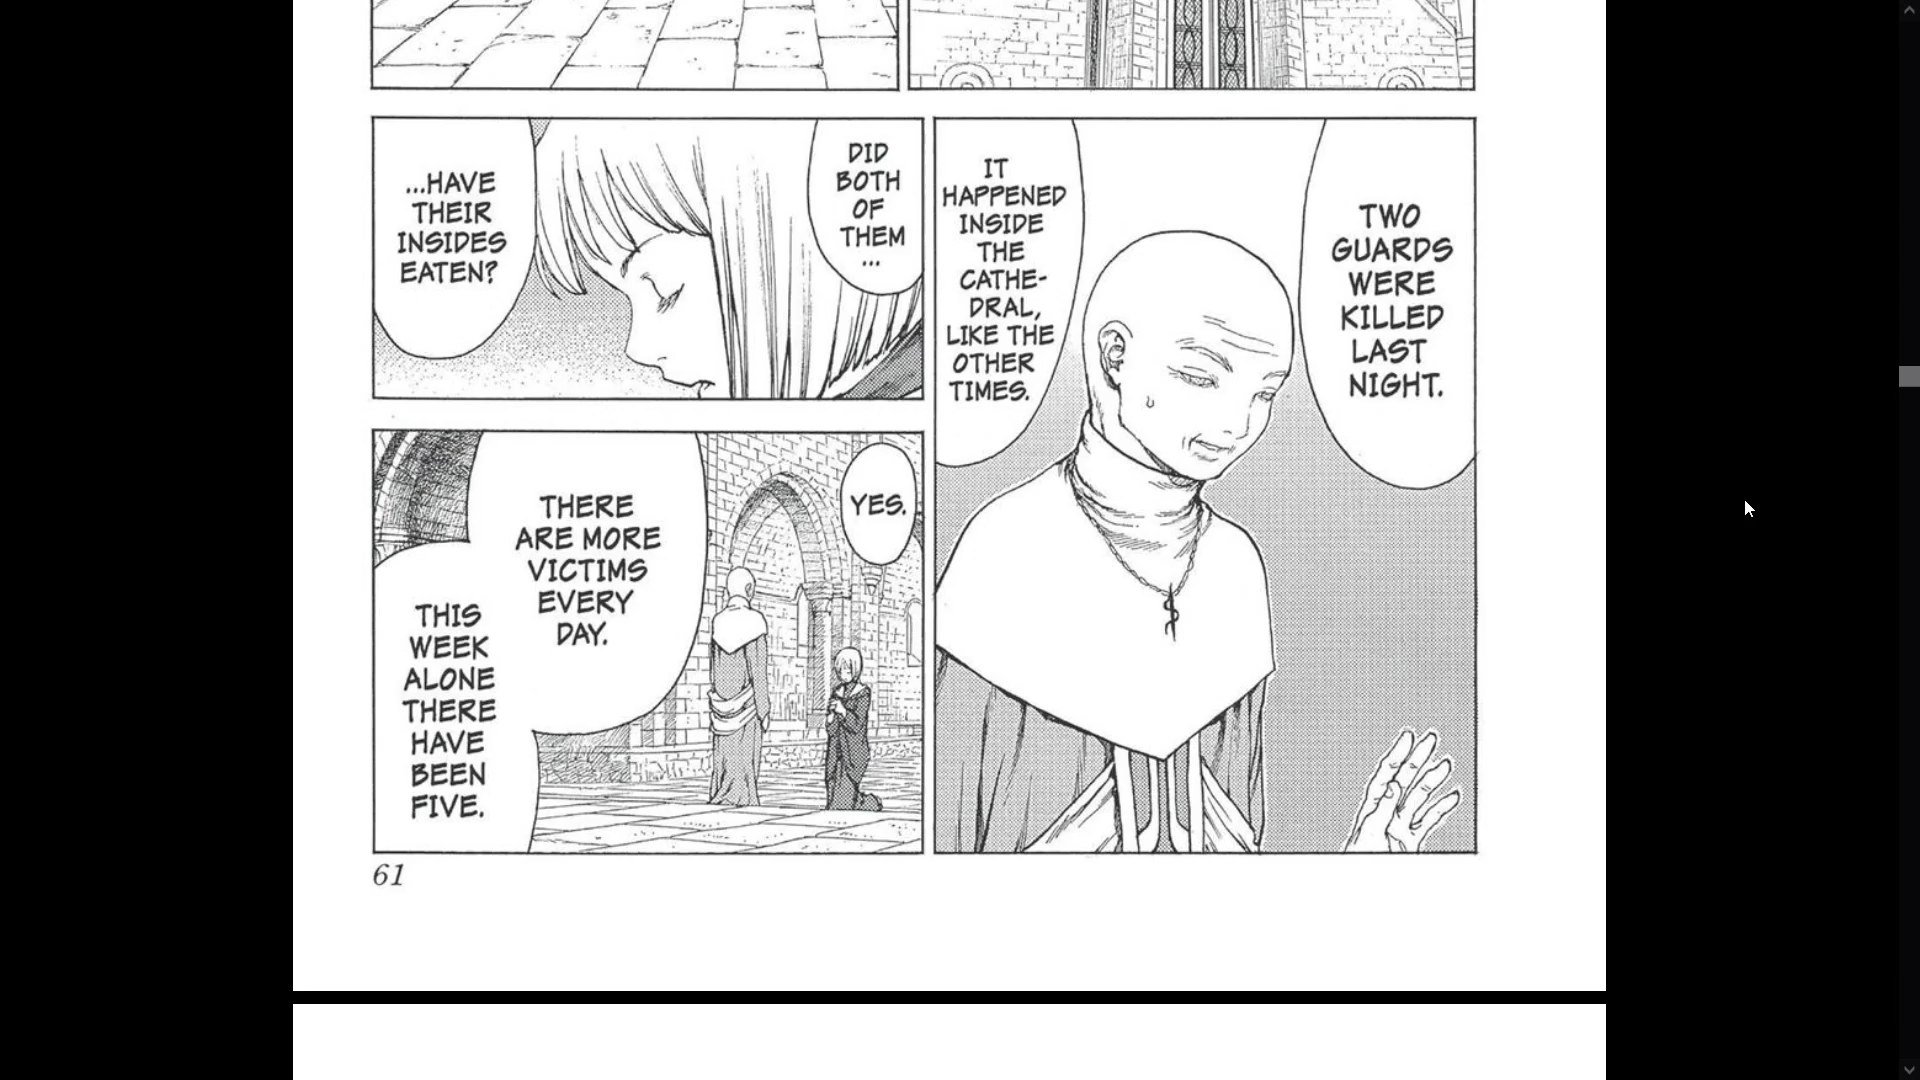 TWO
GUARDS
WERE
KILLED
LAST
NIGHT.
IT
HAPPENED
INSIDE
THE
CATHE-
DRAL,
LIKE THE
OTHER
TIMES.
DID
BOTH
OF
THEM
...
...HAVE
THEIR
INSIDES
EATEN?
YES.
THERE
ARE MORE
VICTIMS
EVERY
DAY.
THIS
WEEK
ALONE
THERE
HAVE
BEEN
FIVE.
61